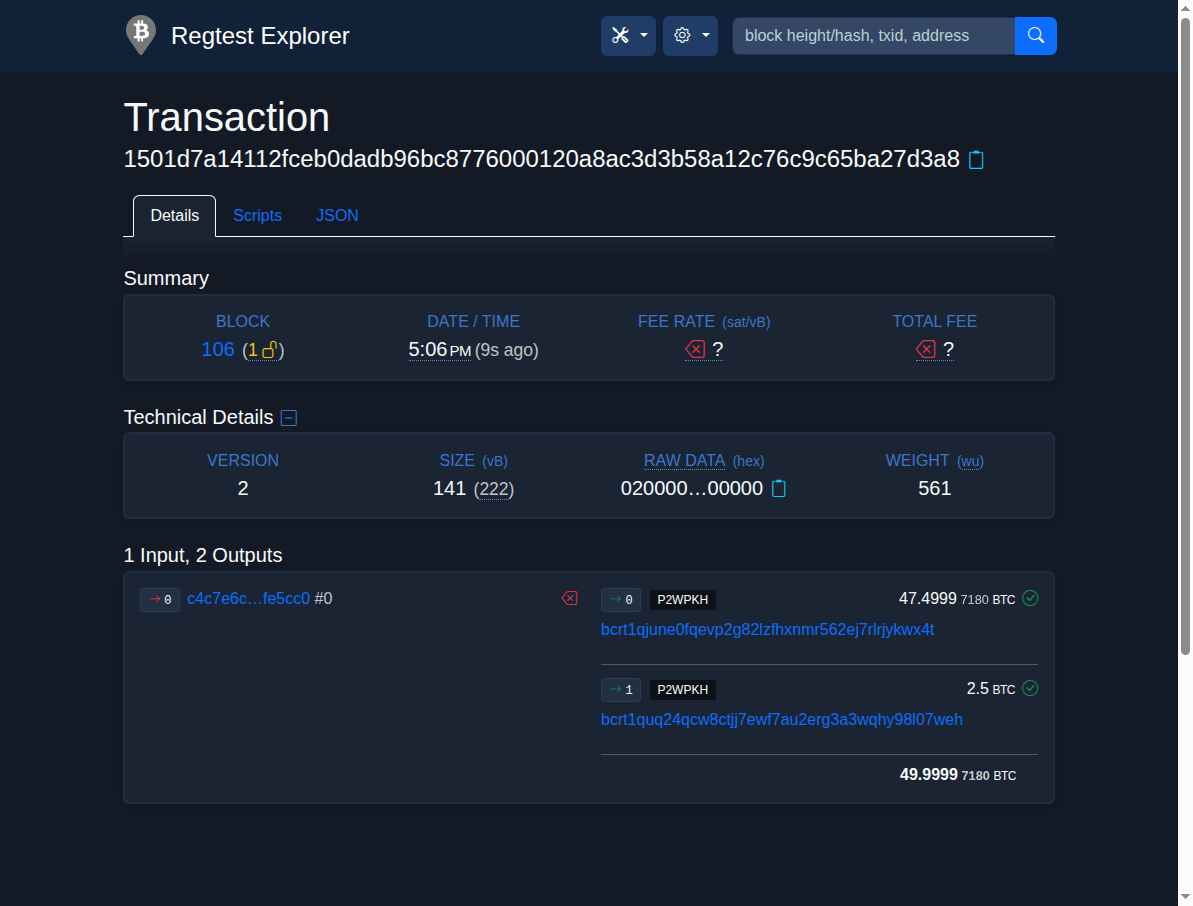 Regtest Explorer
block height/hash, txid, address
Transaction
1501d7a14112fceb0dadb96bc8776000120a8ac3d3b58a12c76c9c65ba27d3a8
Details Scripts JSON
Summary
BLOCK DATE / TIME FEE RATE (sat/vB) TOTAL FEE
106 (1) 5:06 PM (9s ago) ? ?
Technical Details
VERSION SIZE (vB) RAW DATA (hex) WEIGHT (wu)
2 141 (222) 020000…00000 561
1 Input, 2 Outputs
→ 0 c4c7e6c…fe5cc0 #0
→ 0 P2WPKH 47.4999 7180 BTC
bcrt1qjune0fqevp2g82lzfhxnmr562ej7rlrjykwx4t
→ 1 P2WPKH 2.5 BTC
bcrt1quq24qcw8ctjj7ewf7au2erg3a3wqhy98l07weh
49.9999 7180 BTC